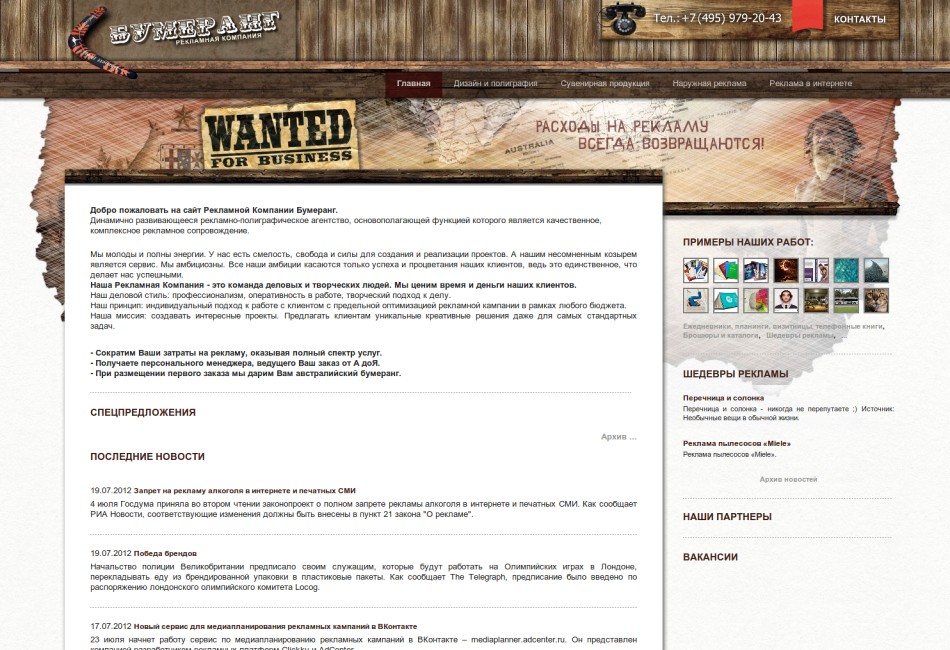 БУМЕРАНГ
РЕКЛАМНАЯ КОМПАНИЯ
Тел.: +7 (495) 979-20-43
КОНТАКТЫ
Главная
Дизайн и полиграфия
Сувенирная продукция
Наружная реклама
Реклама в интернете
WANTED
FOR BUSINESS
AUSTRALIA
РАСХОДЫ НА РЕКЛАМУ
ВСЕГДА ВОЗВРАЩАЮТСЯ!
Добро пожаловать на сайт Рекламной Компании Бумеранг.
Динамично развивающееся рекламно-полиграфическое агентство, основополагающей функцией которого является качественное,
комплексное рекламное сопровождение.
Мы молоды и полны энергии. У нас есть смелость, свобода и силы для создания и реализации проектов. А нашим несомненным козырем
является сервис. Мы амбициозны. Все наши амбиции касаются только успеха и процветания наших клиентов, ведь это единственное, что
делает нас успешными.
Наша Рекламная Компания - это команда деловых и творческих людей. Мы ценим время и деньги наших клиентов.
Наш деловой стиль: профессионализм, оперативность в работе, творческий подход к делу.
Наш принцип: индивидуальный подход к работе с клиентом с предельной оптимизацией рекламной кампании в рамках любого бюджета.
Наша миссия: создавать интересные проекты. Предлагать клиентам уникальные креативные решения даже для самых стандартных
задач.
- Сократим Ваши затраты на рекламу, оказывая полный спектр услуг.
- Получаете персонального менеджера, ведущего Ваш заказ от А доЯ.
- При размещении первого заказа мы дарим Вам австралийский бумеранг.
СПЕЦПРЕДЛОЖЕНИЯ
Архив ...
ПОСЛЕДНИЕ НОВОСТИ
19.07.2012 Запрет на рекламу алкоголя в интернете и печатных СМИ
4 июля Госдума приняла во втором чтении законопроект о полном запрете рекламы алкоголя в интернете и печатных СМИ. Как сообщает
РИА Новости, соответствующие изменения должны быть внесены в пункт 21 закона "О рекламе".
19.07.2012 Победа брендов
Начальство полиции Великобритании предписало своим служащим, которые будут работать на Олимпийских играх в Лондоне,
перекладывать еду из брендированной упаковки в пластиковые пакеты. Как сообщает The Telegraph, предписание было введено по
распоряжению лондонского олимпийского комитета Locog.
17.07.2012 Новый сервис для медиапланирования рекламных кампаний в ВКонтакте
23 июля начнет работу сервис по медиапланированию рекламных кампаний в ВКонтакте – mediaplanner.adcenter.ru. Он представлен
компанией разработчиком рекламных платформ Clickky и AdCenter.
ПРИМЕРЫ НАШИХ РАБОТ:
Ежедневники, планинги, визитницы, телефонные книги,
Брошюры и каталоги, Шедевры рекламы, ...
ШЕДЕВРЫ РЕКЛАМЫ
Перечница и солонка
Перечница и солонка - никогда не перепутаете ;) Источник:
Необычные вещи в обычной жизни.
Реклама пылесосов «Miele»
Реклама пылесосов «Miele».
Архив новостей
НАШИ ПАРТНЕРЫ
ВАКАНСИИ